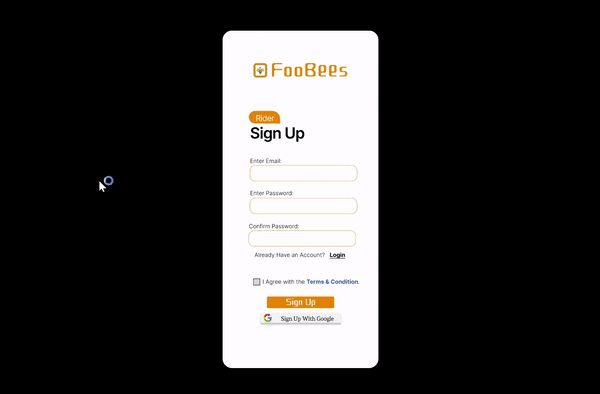 FooBees
Rider
Sign Up
Enter Email:
Enter Password:
Confirm Password:
Already Have an Account? Login
I Agree with the Terms & Condition.
Sign Up
Sign Up With Google